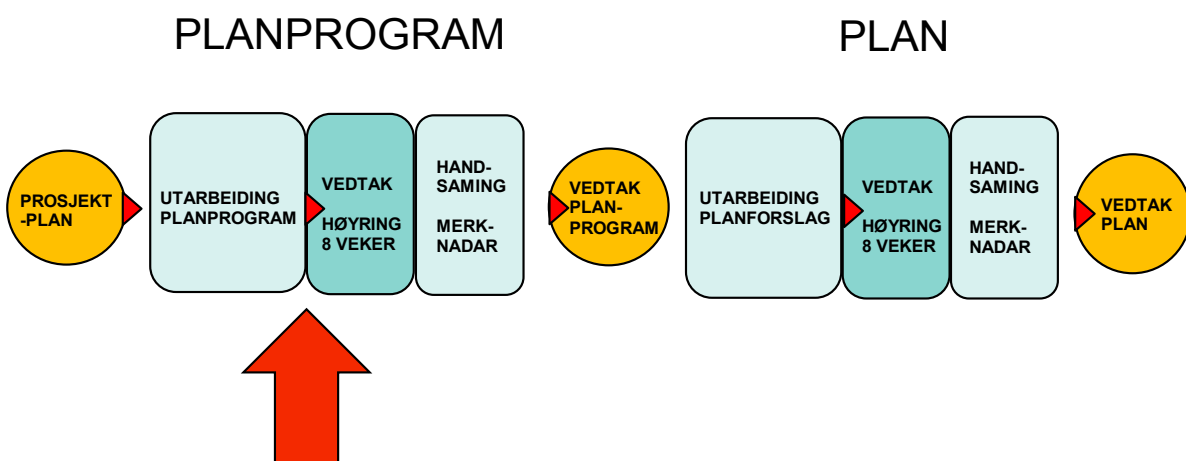 PLANPROGRAM
PLAN
PROSJEKT
-PLAN
UTARBEIDING
PLANPROGRAM
VEDTAK
HØYRING
8 VEKER
HAND-
SAMING
MERK-
NADAR
VEDTAK
PLAN-
PROGRAM
UTARBEIDING
PLANFORSLAG
VEDTAK
HØYRING
8 VEKER
HAND-
SAMING
MERK-
NADAR
VEDTAK
PLAN